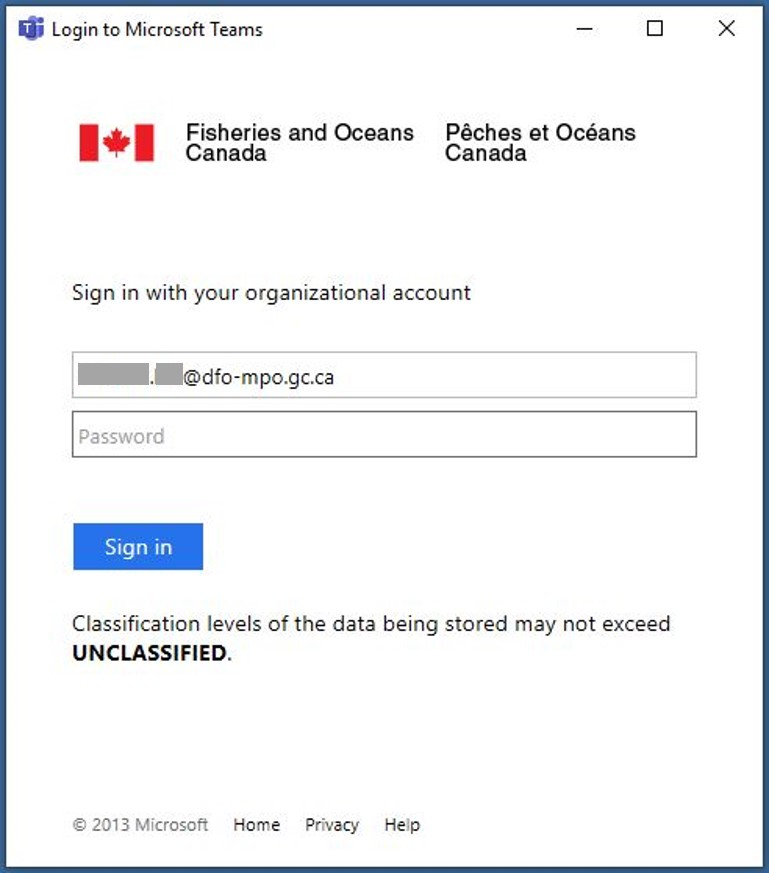 Login to Microsoft Teams
Fisheries and Oceans Canada
Pêches et Océans Canada
Sign in with your organizational account
.@dfo-mpo.gc.ca
Password
Sign in
Classification levels of the data being stored may not exceed
UNCLASSIFIED.
© 2013 Microsoft Home Privacy Help